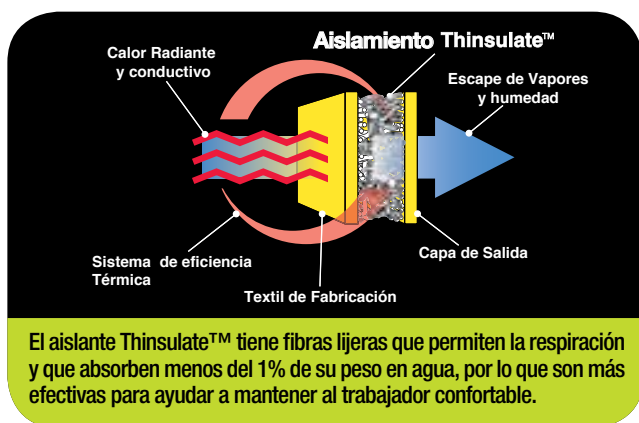 Aislamiento Thinsulate™
Calor Radiante
y conductivo
Escape de Vapores
y humedad
Sistema de eficiencia
Térmica
Capa de Salida
Textil de Fabricación
El aislante Thinsulate™ tiene fibras lijeras que permiten la respiración
y que absorben menos del 1% de su peso en agua, por lo que son más
efectivas para ayudar a mantener al trabajador confortable.